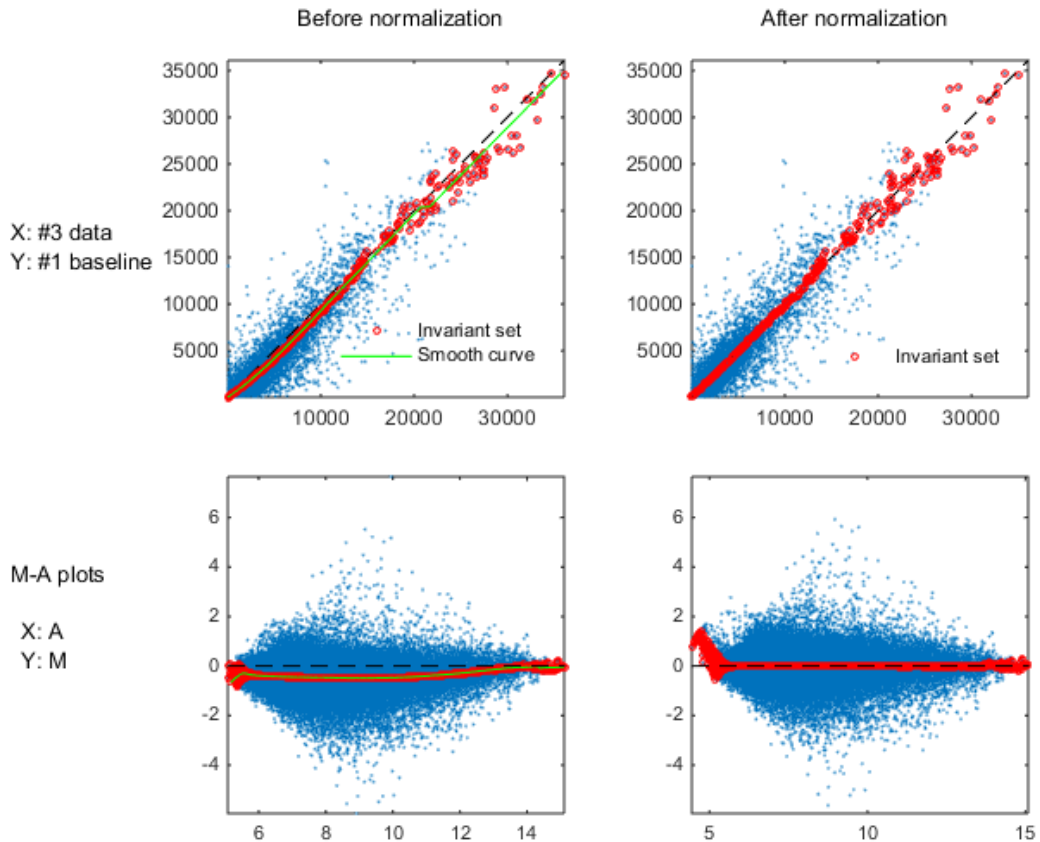 Before normalization
After normalization
35000
30000
25000
20000
15000
10000
5000
10000 20000 30000
Invariant set
Smooth curve
X: #3 data
Y: #1 baseline
35000
30000
25000
20000
15000
10000
5000
10000 20000 30000
Invariant set
M-A plots
X: A
Y: M
6
4
2
0
-2
-4
6 8 10 12 14
6
4
2
0
-2
-4
5 10 15